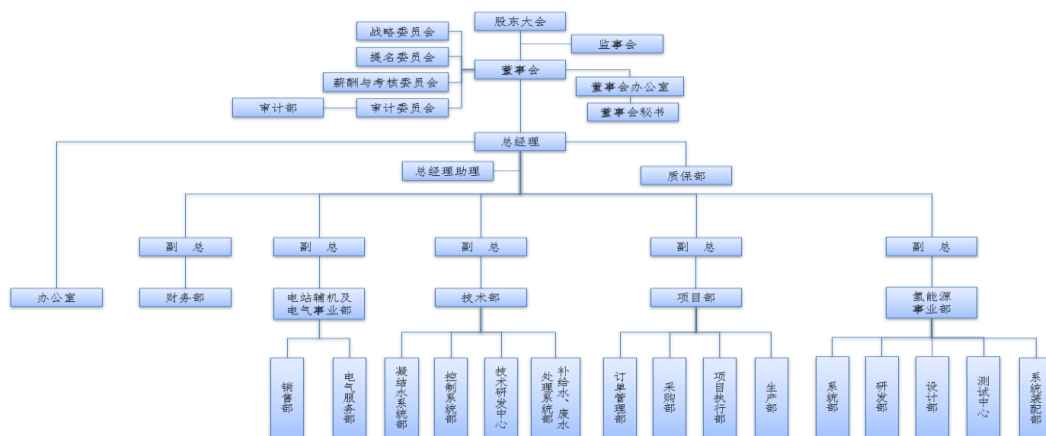 股东大会
战略委员会
监事会
提名委员会
董事会
薪酬与考核委员会
董事会办公室
审计部
审计委员会
董事会秘书
总经理
总经理助理
质保部
副 总
副 总
副 总
副 总
副 总
办公室
财务部
电站辅机及
电气事业部
技术部
项目部
氢能源
事业部
销售部
电气服务部
凝结水系统部
控制系统部
技术研发中心
补给水、废水
处理系统部
订单管理部
采购部
项目执行部
生产部
系统部
研发部
设计部
测试中心
系统装配部